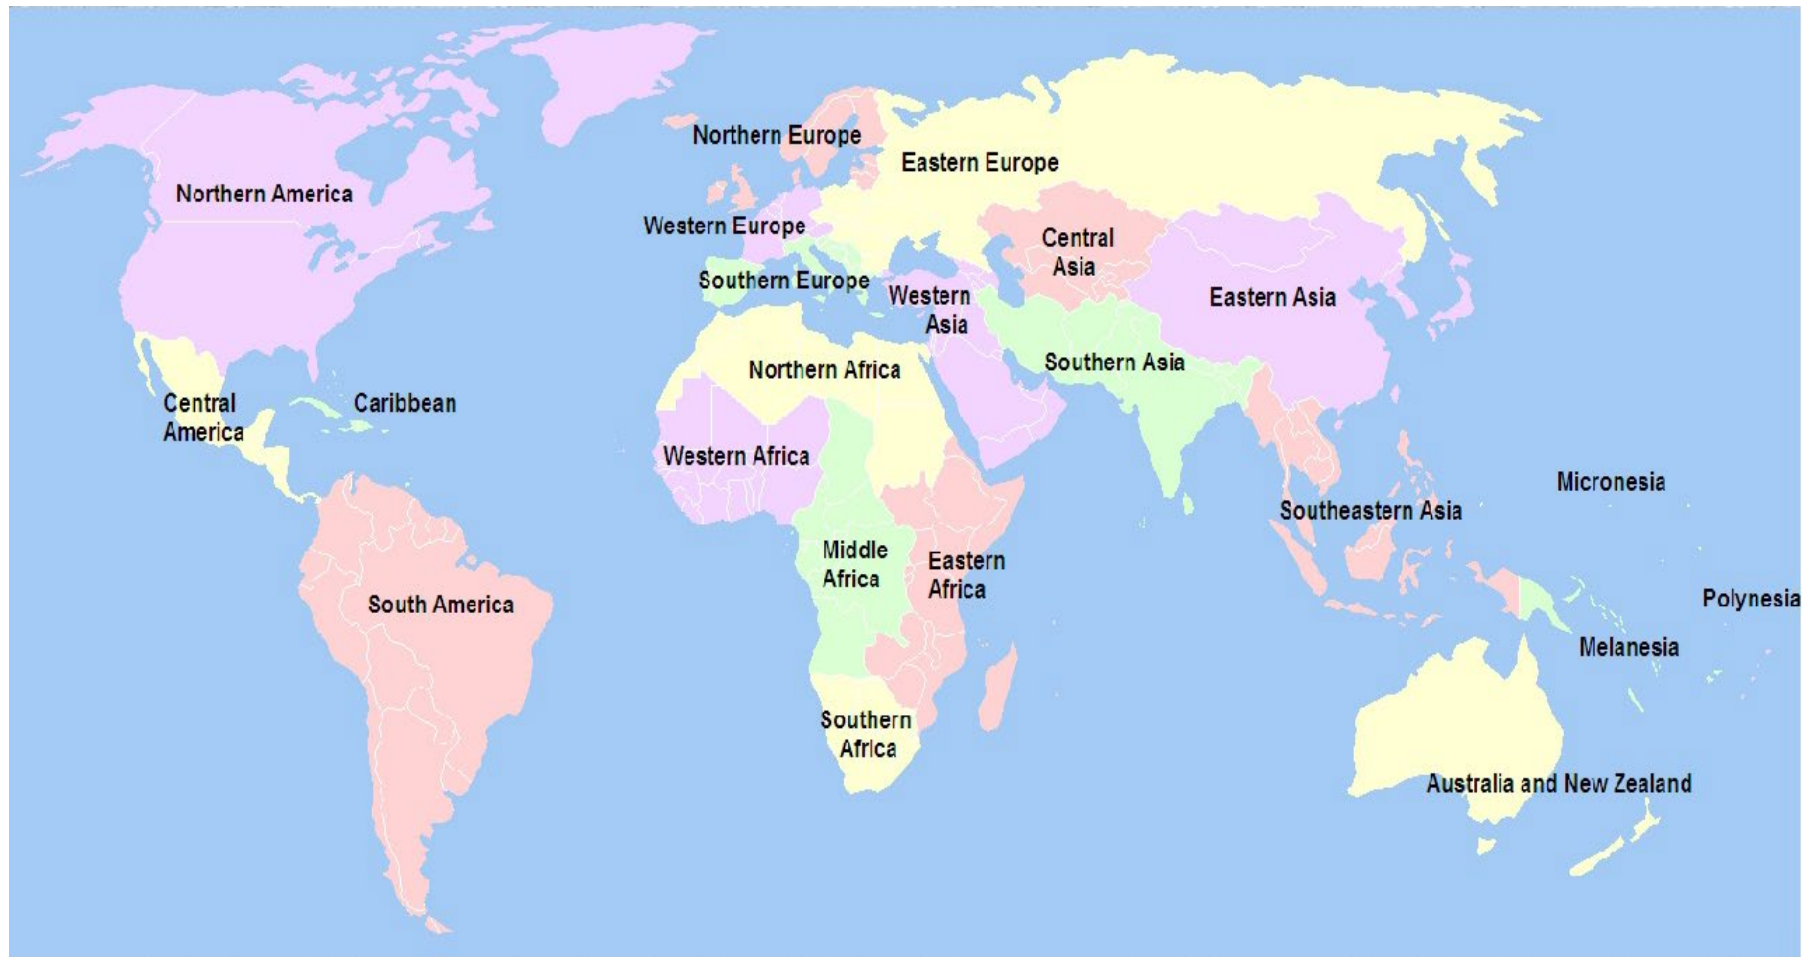 Northern Europe
Eastern Europe
Northern America
Western Europe
Central
Asia
Southern Europe
Western
Asia
Eastern Asia
Southern Asia
Northern Africa
Central
America
Caribbean
Western Africa
Micronesia
Southeastern Asia
Middle
Africa
Eastern
Africa
South America
Polynesia
Melanesia
Southern
Africa
Australia and New Zealand